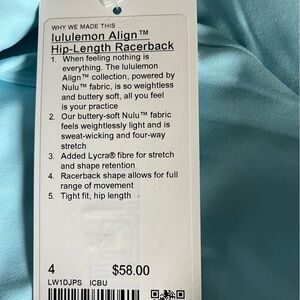 WHY WE MADE THIS
lululemon Align™
Hip-Length Racerback
1. When feeling nothing is
everything. The lululemon
Align™ collection, powered by
Nulu™ fabric, is so weightless
and buttery soft, all you feel
is your practice
2. Our buttery-soft Nulu™ fabric
feels weightlessly light and is
sweat-wicking and four-way
stretch
3. Added Lycra® fibre for stretch
and shape retention
4. Racerback shape allows for full
range of movement
5. Tight fit, hip length
4 $58.00
LW1DJPS ICBU